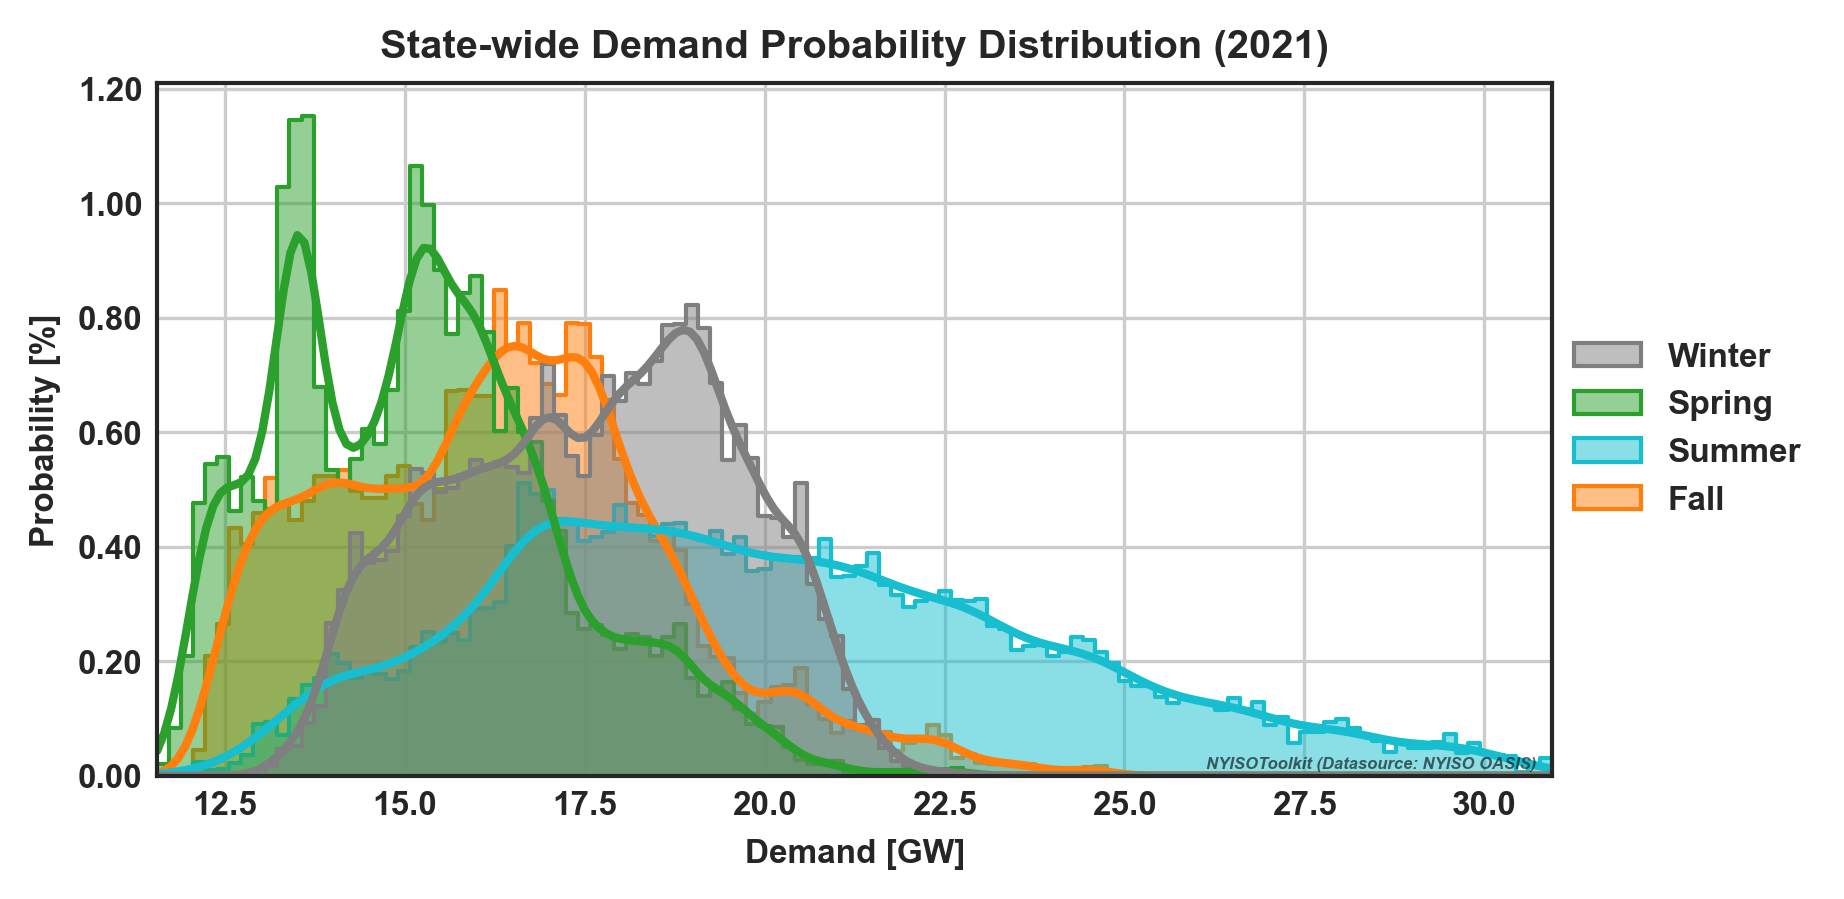 State-wide Demand Probability Distribution (2021)
1.20
1.00
0.80
0.60
0.40
0.20
0.00
Probability [%]
12.5 15.0 17.5 20.0 22.5 25.0 27.5 30.0
Demand [GW]
Winter
Spring
Summer
Fall
NYISOToolkit (Datasource: NYISO OASIS)